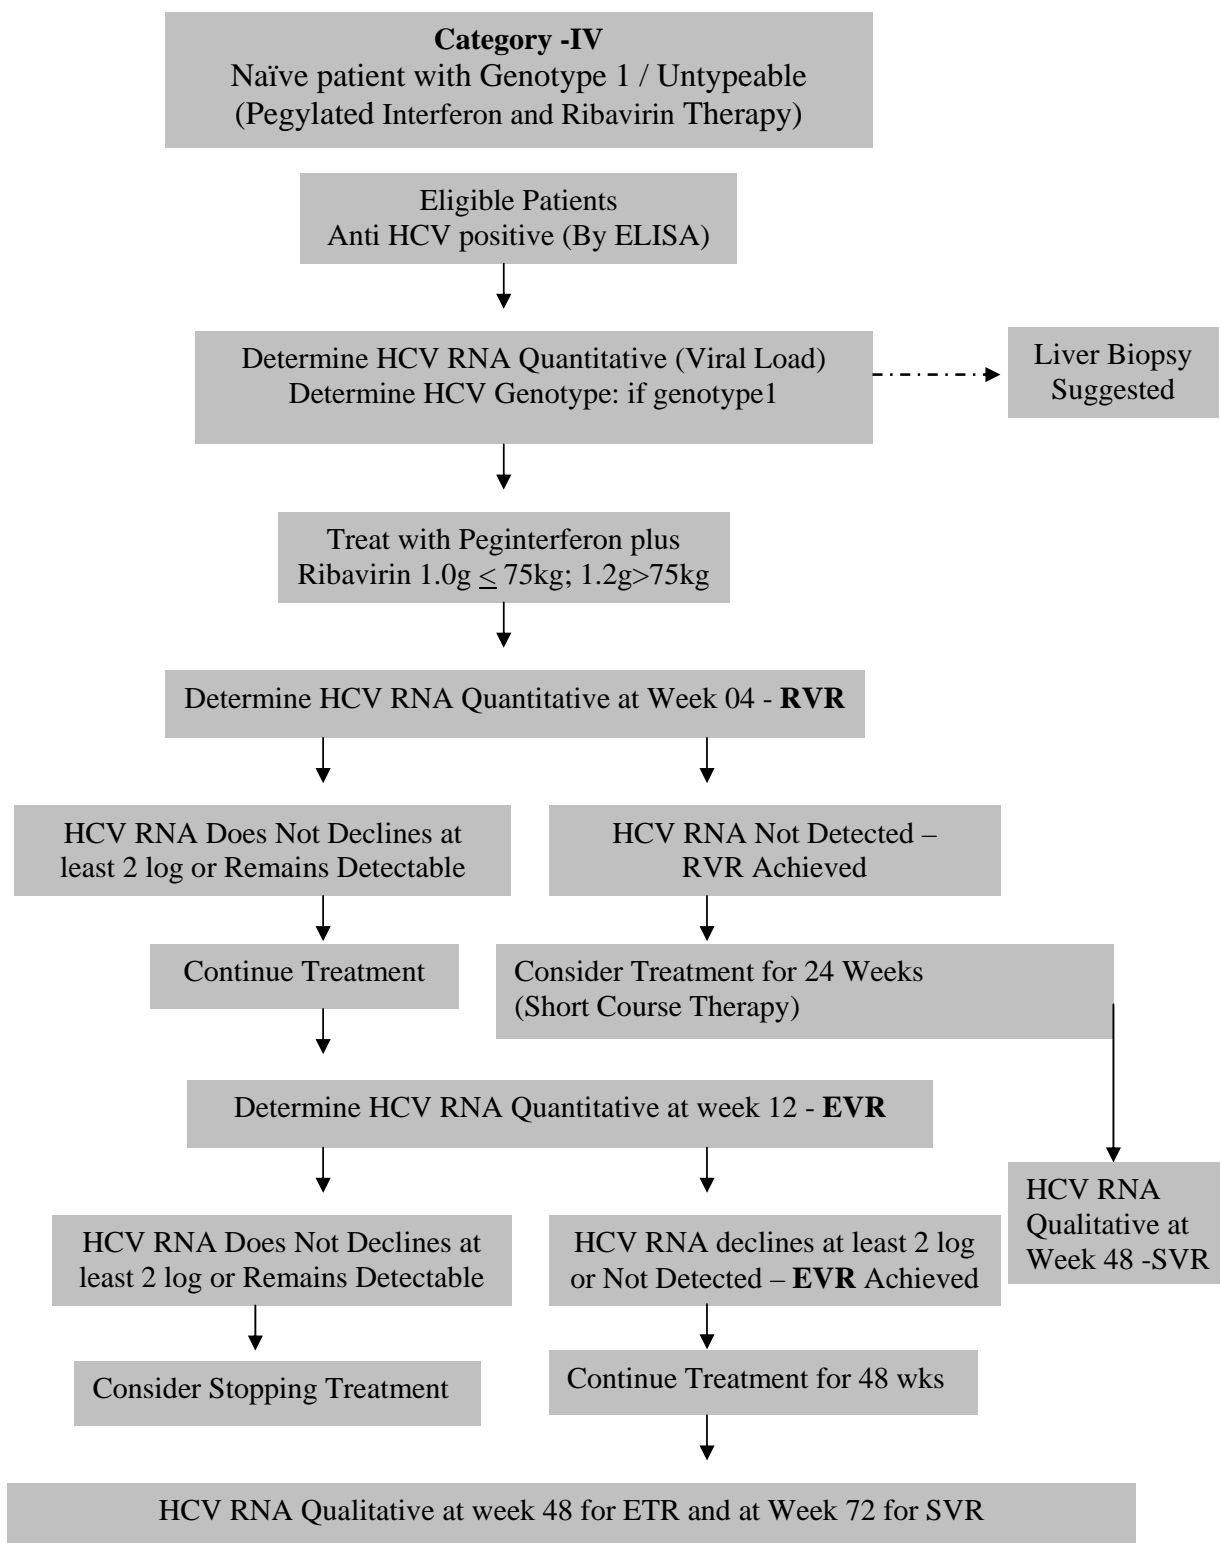 Category -IV
Naïve patient with Genotype 1 / Untypeable
(Pegylated Interferon and Ribavirin Therapy)
Eligible Patients
Anti HCV positive (By ELISA)
Determine HCV RNA Quantitative (Viral Load)
Determine HCV Genotype: if genotype1
Liver Biopsy
Suggested
Treat with Peginterferon plus
Ribavirin 1.0g ≤ 75kg; 1.2g>75kg
Determine HCV RNA Quantitative at Week 04 - RVR
HCV RNA Does Not Declines at
least 2 log or Remains Detectable
HCV RNA Not Detected –
RVR Achieved
Continue Treatment
Consider Treatment for 24 Weeks
(Short Course Therapy)
Determine HCV RNA Quantitative at week 12 - EVR
HCV RNA Does Not Declines at
least 2 log or Remains Detectable
HCV RNA declines at least 2 log
or Not Detected – EVR Achieved
HCV RNA
Qualitative at
Week 48 -SVR
Consider Stopping Treatment
Continue Treatment for 48 wks
HCV RNA Qualitative at week 48 for ETR and at Week 72 for SVR